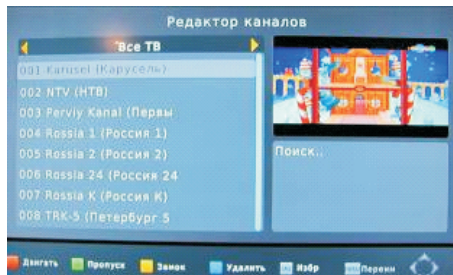 Редактор каналов
Все ТВ
001 Karusel (Карусель)
002 NTV (НТВ)
003 Perviy Kanal (Первы
004 Rossia 1 (Россия 1)
005 Rossia 2 (Россия 2)
006 Rossia 24 (Россия 24
007 Rossia K (Россия К)
008 TRK-5 (Петербург 5
Поиск..
Двигать Пропуск Замок Удалить Избр Переим